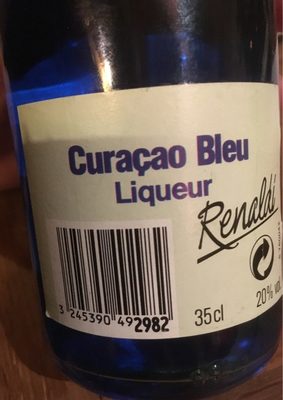 Curaçao Bleu
Liqueur
Renaldi
3 245390 492982
35cl
20% vol.